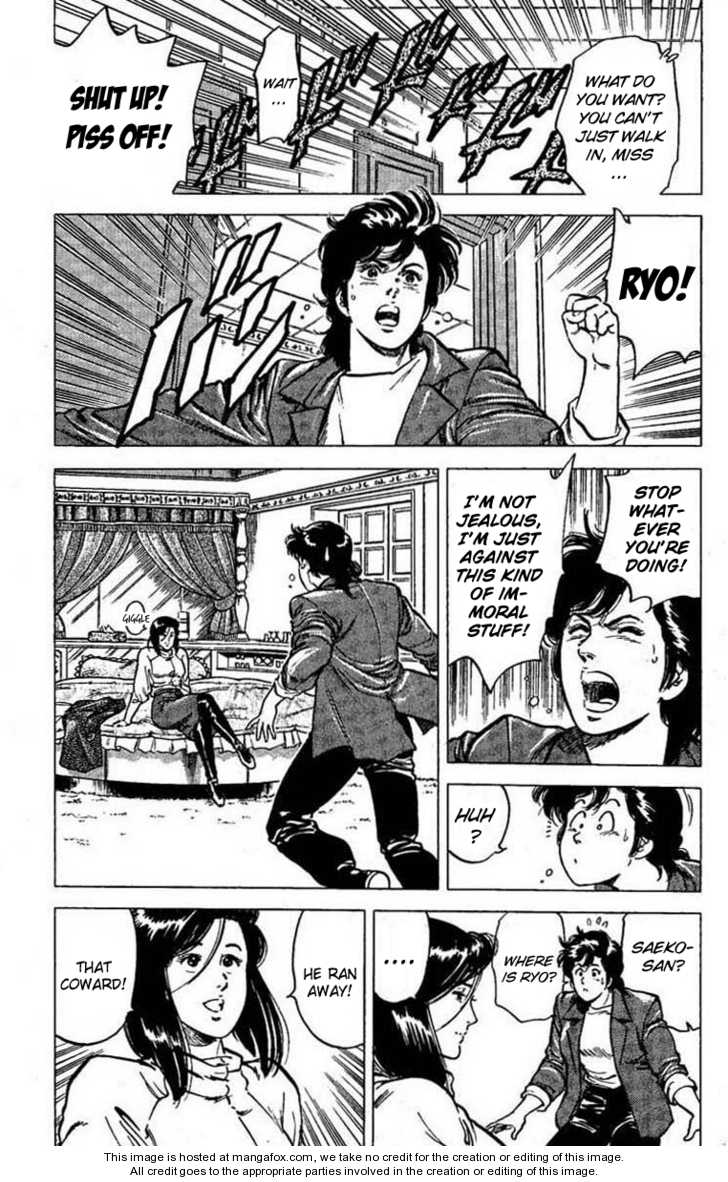 WHAT DO
YOU WANT?
YOU CAN'T
JUST WALK
IN, MISS
...
WAIT
...
SHUT UP!
PISS OFF!
RYO!
STOP
WHAT-
EVER
YOU'RE
DOING!
I'M NOT
JEALOUS,
I'M JUST
AGAINST
THIS KIND
OF IM-
MORAL
STUFF!
GIGGLE
HUH
?
SAEKO-
SAN?
WHERE
IS RYO?
....
HE RAN
AWAY!
THAT
COWARD!
This image is hosted at mangafox.com, we take no credit for the creation or editing of this image.
All credit goes to the appropriate parties involved in the creation or editing of this image.